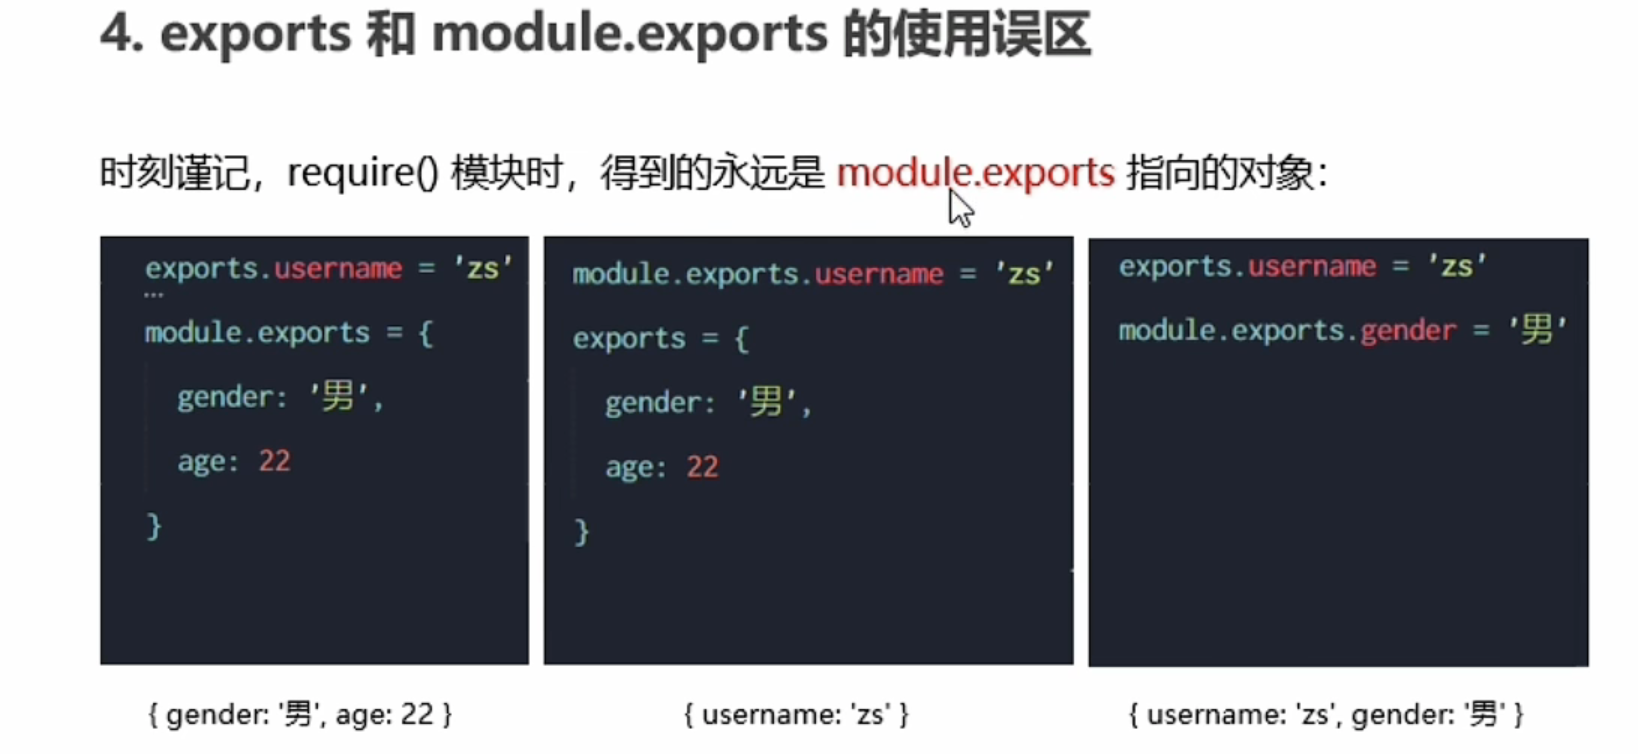 4. exports 和 module.exports 的使用误区
时刻谨记，require() 模块时，得到的永远是 module.exports 指向的对象：
exports.username = 'zs'
module.exports = {
gender: '男',
age: 22
}
{ gender: '男', age: 22 }
module.exports.username = 'zs'
exports = {
gender: '男',
age: 22
}
{ username: 'zs' }
exports.username = 'zs'
module.exports.gender = '男'
{ username: 'zs', gender: '男' }